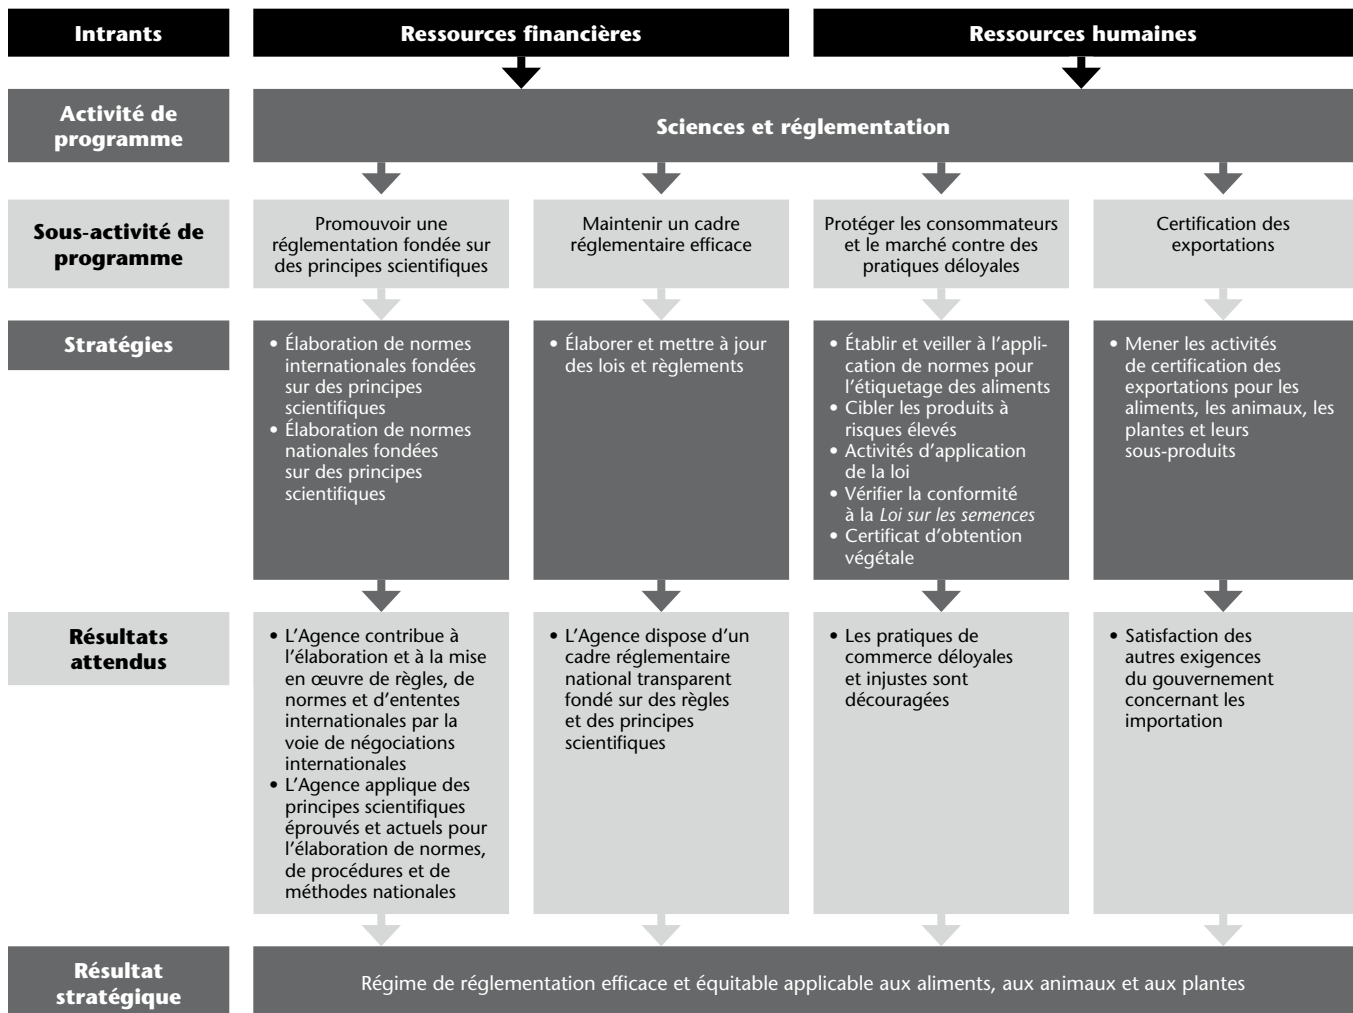 Intrants
Ressources financières
Ressources humaines
Activité de
programme
Sciences et réglementation
Sous-activité de
programme
Promouvoir une
réglementation fondée sur
des principes scientifiques
Maintenir un cadre
réglementaire efficace
Protéger les consommateurs
et le marché contre des
pratiques déloyales
Certification des
exportations
Stratégies
• Élaboration de normes
internationales fondées
sur des principes
scientifiques
• Élaboration de normes
nationales fondées
sur des principes
scientifiques
• Élaborer et mettre à jour
des lois et règlements
• Établir et veiller à l'appli-
cation de normes pour
l'étiquetage des aliments
• Cibler les produits à
risques élevés
• Activités d'application
de la loi
• Vérifier la conformité
à la Loi sur les semences
• Certificat d'obtention
végétale
• Mener les activités
de certification des
exportations pour les
aliments, les animaux, les
plantes et leurs
sous-produits
Résultats
attendus
• L'Agence contribue à
l'élaboration et à la mise
en œuvre de règles, de
normes et d'ententes
internationales par la
voie de négociations
internationales
• L'Agence applique des
principes scientifiques
éprouvés et actuels pour
l'élaboration de normes,
de procédures et de
méthodes nationales
• L'Agence dispose d'un
cadre réglementaire
national transparent
fondé sur des règles
et des principes
scientifiques
• Les pratiques de
commerce déloyales
et injustes sont
découragées
• Satisfaction des
autres exigences
du gouvernement
concernant les
importation
Résultat
stratégique
Régime de réglementation efficace et équitable applicable aux aliments, aux animaux et aux plantes